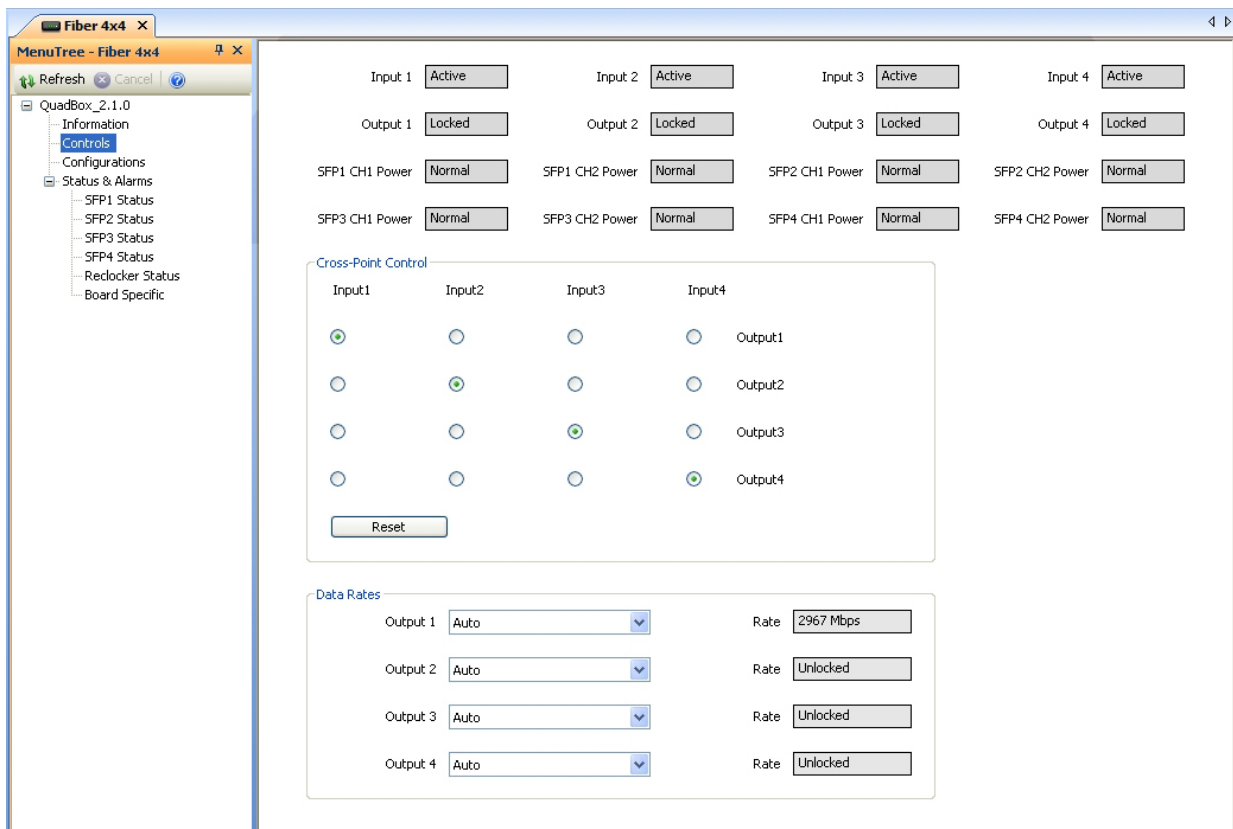 Fiber 4x4
MenuTree - Fiber 4x4
Refresh Cancel
QuadBox_2.1.0
Information
Controls
Configurations
Status & Alarms
SFP1 Status
SFP2 Status
SFP3 Status
SFP4 Status
Reclocker Status
Board Specific
Input 1 Active Input 2 Active Input 3 Active Input 4 Active
Output 1 Locked Output 2 Locked Output 3 Locked Output 4 Locked
SFP1 CH1 Power Normal SFP1 CH2 Power Normal SFP2 CH1 Power Normal SFP2 CH2 Power Normal
SFP3 CH1 Power Normal SFP3 CH2 Power Normal SFP4 CH1 Power Normal SFP4 CH2 Power Normal
Cross-Point Control
Input1 Input2 Input3 Input4
Output1
Output2
Output3
Output4
Reset
Data Rates
Output 1 Auto Rate 2967 Mbps
Output 2 Auto Rate Unlocked
Output 3 Auto Rate Unlocked
Output 4 Auto Rate Unlocked